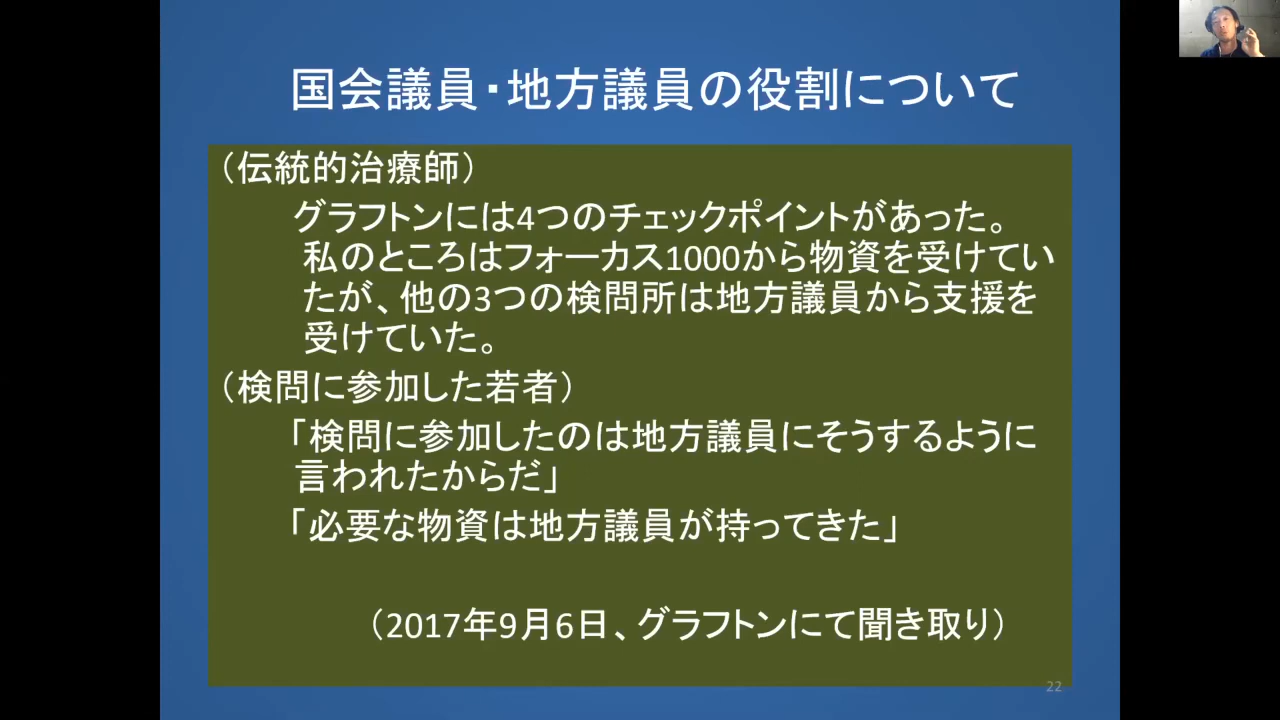 国会議員・地方議員の役割について
（伝統的治療師）
グラフトンには4つのチェックポイントがあった。
私のところはフォーカス1000から物資を受けてい
たが、他の3つの検問所は地方議員から支援を
受けていた。
（検問に参加した若者）
「検問に参加したのは地方議員にそうするように
言われたからだ」
「必要な物資は地方議員が持ってきた」
（2017年9月6日、グラフトンにて聞き取り）
22